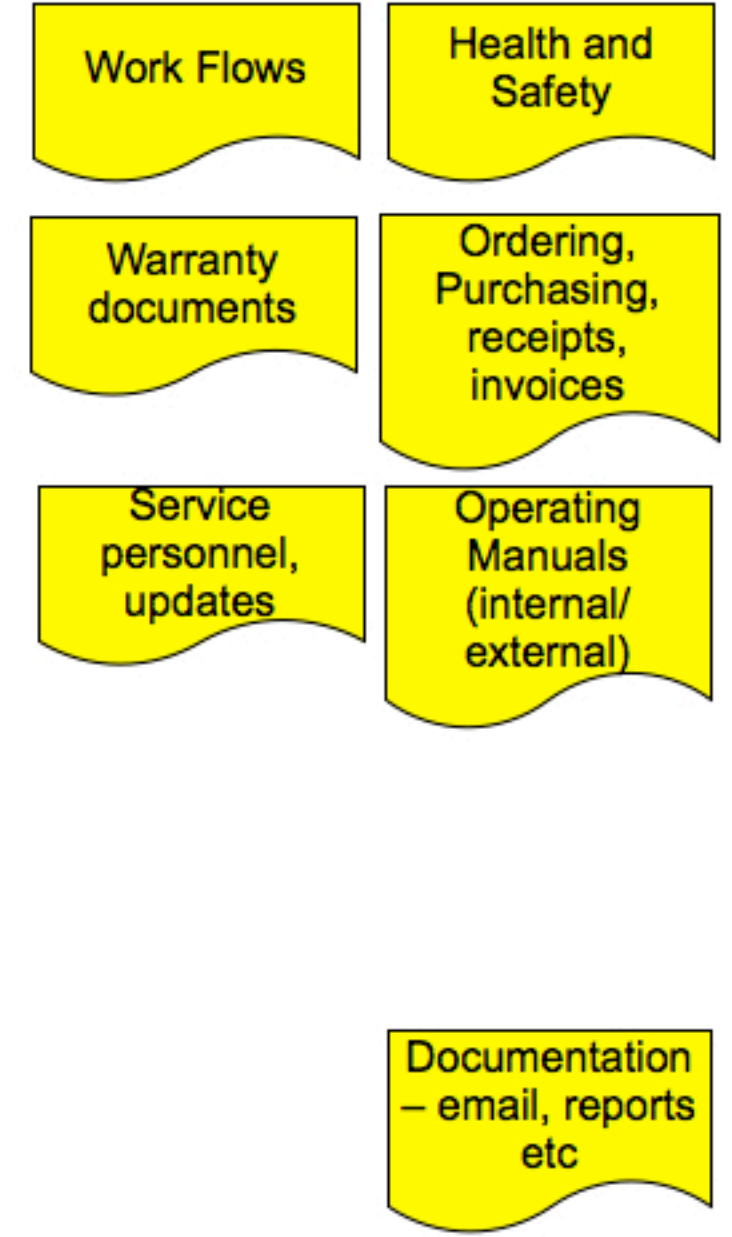 Work Flows
Health and
Safety
Warranty
documents
Ordering,
Purchasing,
receipts,
invoices
Service
personnel,
updates
Operating
Manuals
(internal/
external)
Documentation
– email, reports
etc